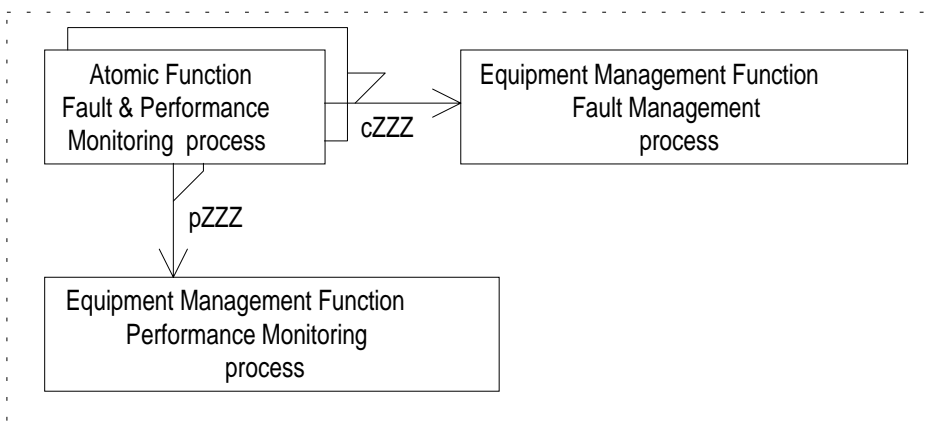 Atomic Function
Fault & Performance
Monitoring process
cZZZ
Equipment Management Function
Fault Management
process
pZZZ
Equipment Management Function
Performance Monitoring
process